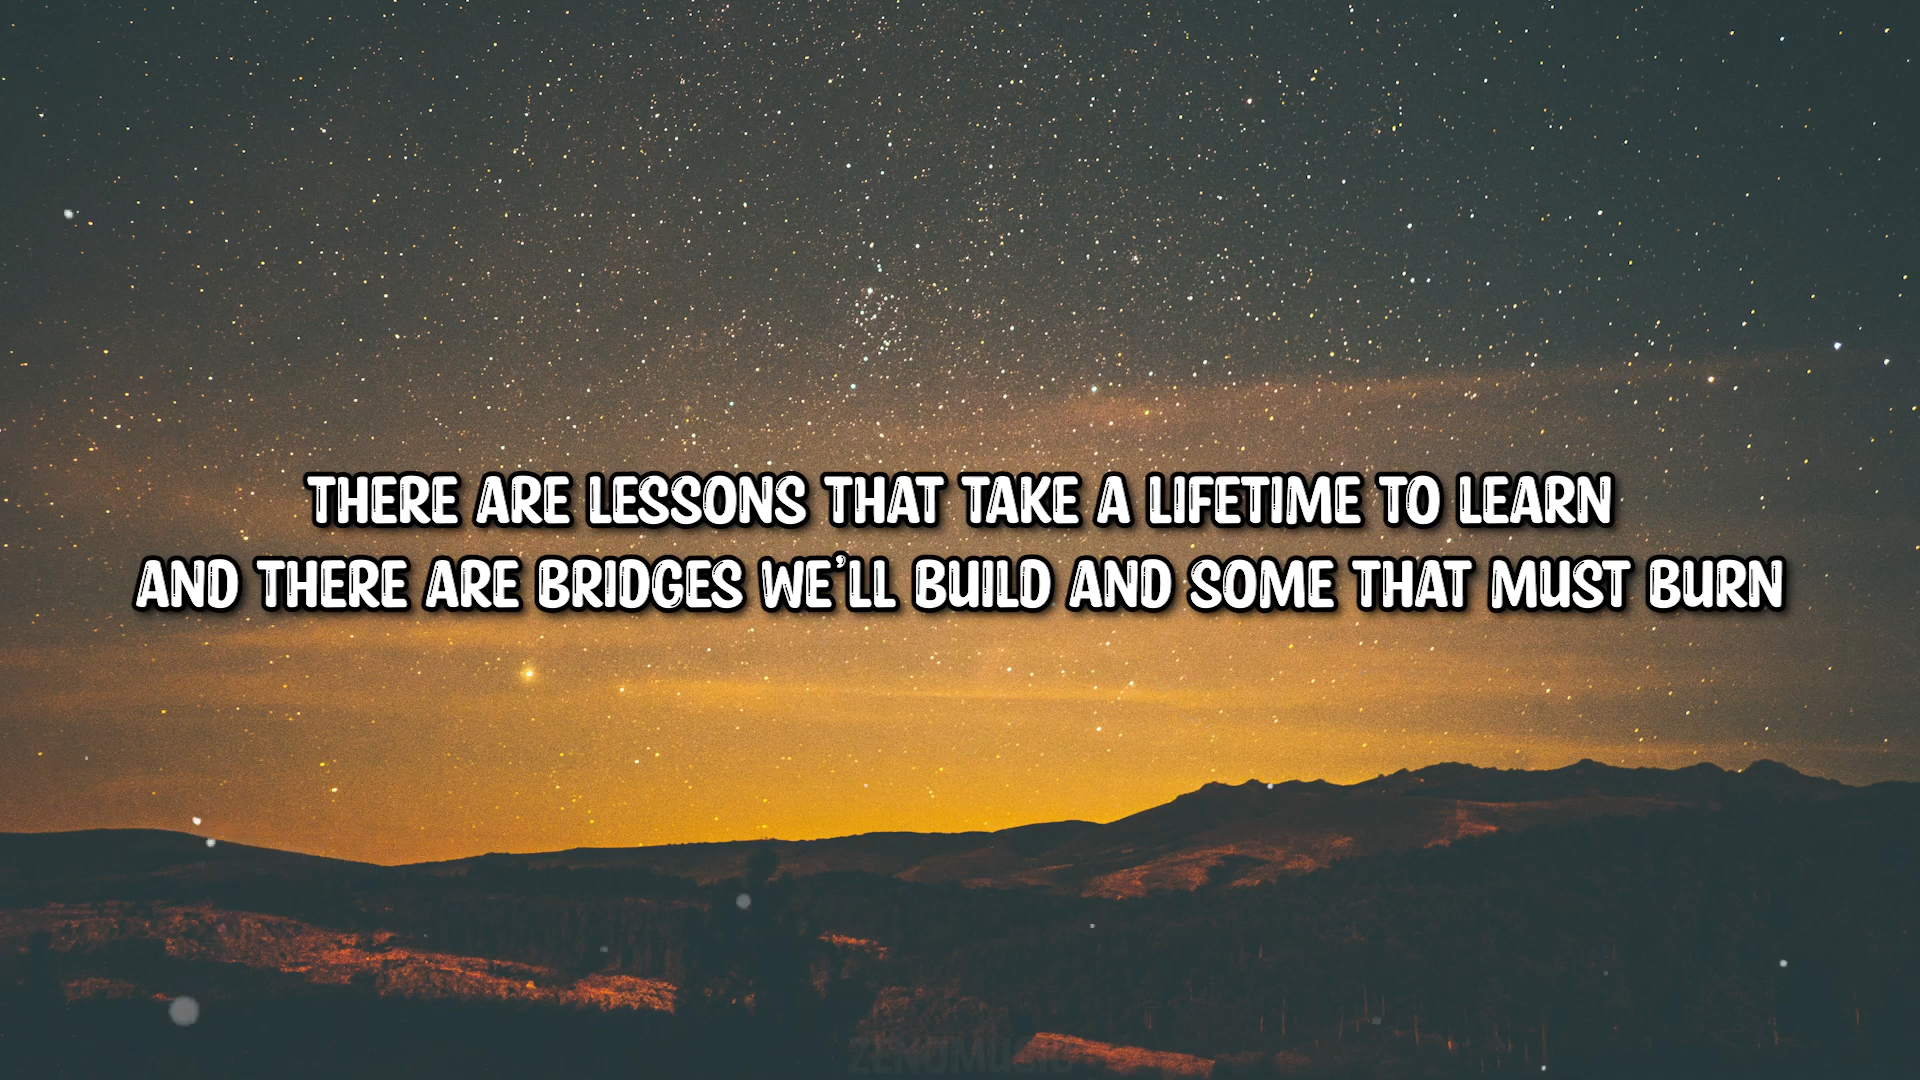 THERE ARE LESSONS THAT TAKE A LIFETIME TO LEARN
AND THERE ARE BRIDGES WE'LL BUILD AND SOME THAT MUST BURN
ZENOMUSIC